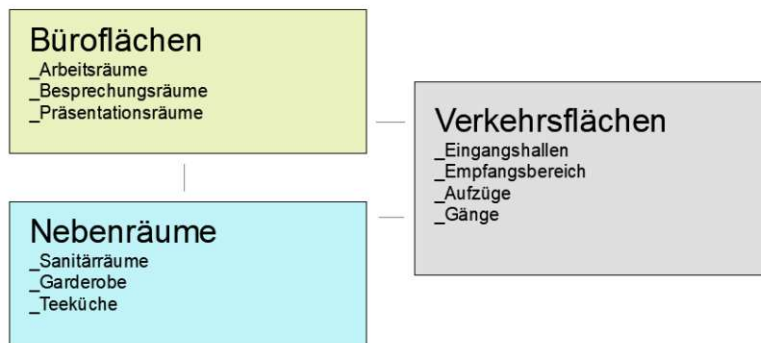 Büroflächen
_Arbeitsräume
_Besprechungsräume
_Präsentationsräume
Verkehrsflächen
_Eingangshallen
_Empfangsbereich
_Aufzüge
_Gänge
Nebenräume
_Sanitärräume
_Garderobe
_Teeküche